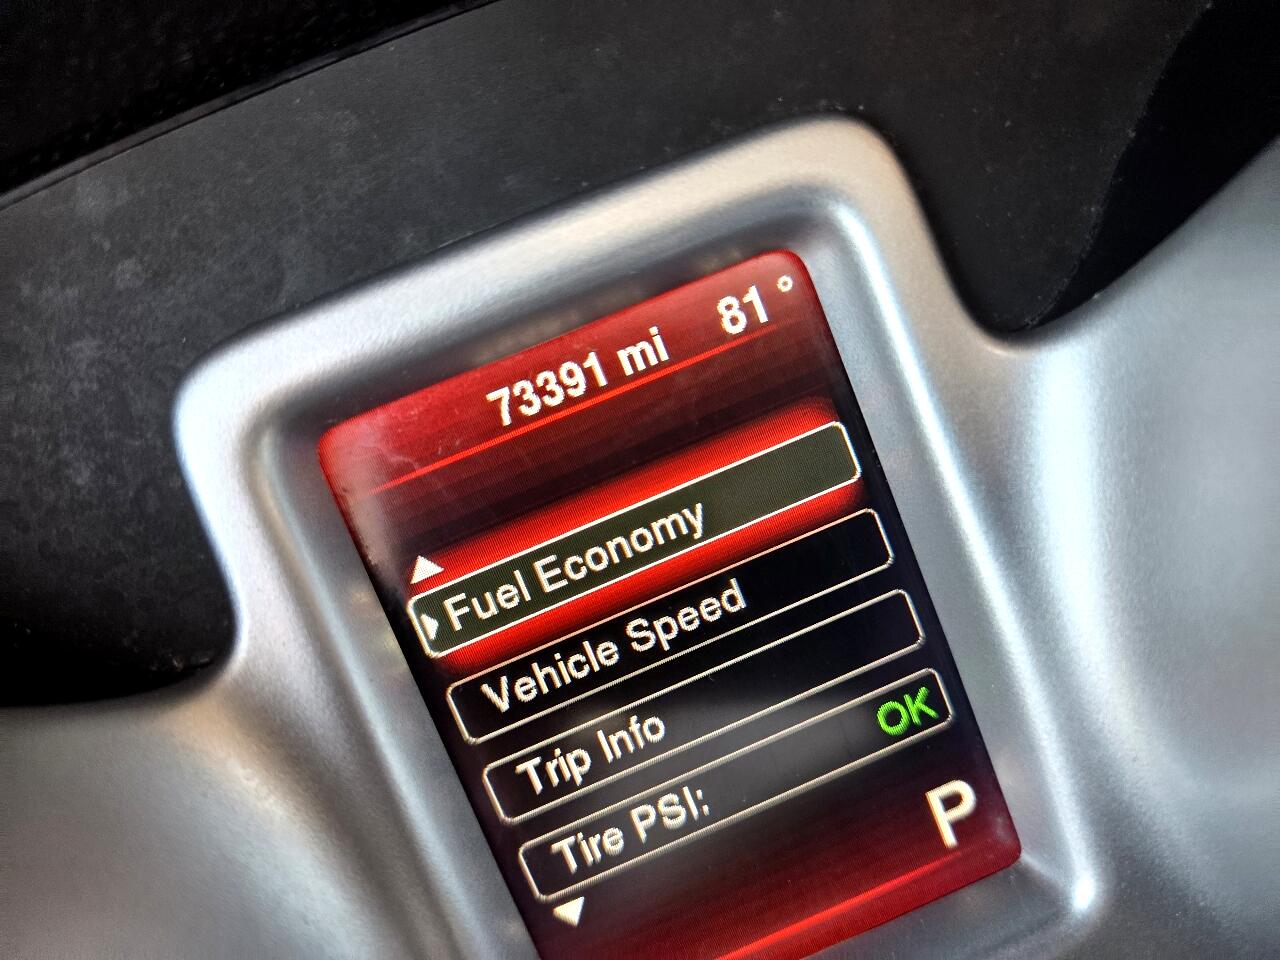 73391 mi 81°
Fuel Economy
Vehicle Speed
Trip Info
Tire PSI: OK
P